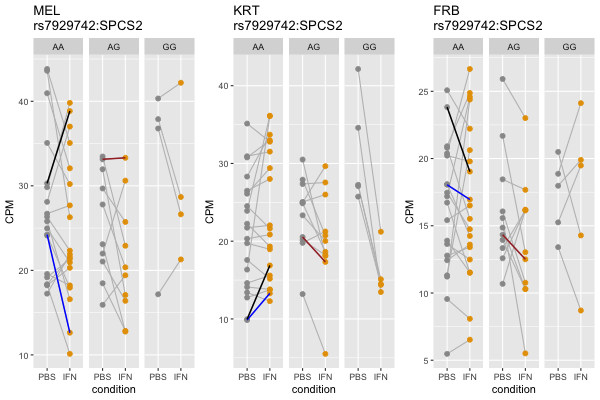 MEL
rs7929742:SPCS2
AA AG GG
CPM
40
30
20
10
PBS IFN PBS IFN PBS IFN
condition
KRT
rs7929742:SPCS2
AA AG GG
CPM
40
30
20
10
PBS IFN PBS IFN PBS IFN
condition
FRB
rs7929742:SPCS2
AA AG GG
CPM
25
20
15
10
5
PBS IFN PBS IFN PBS IFN
condition